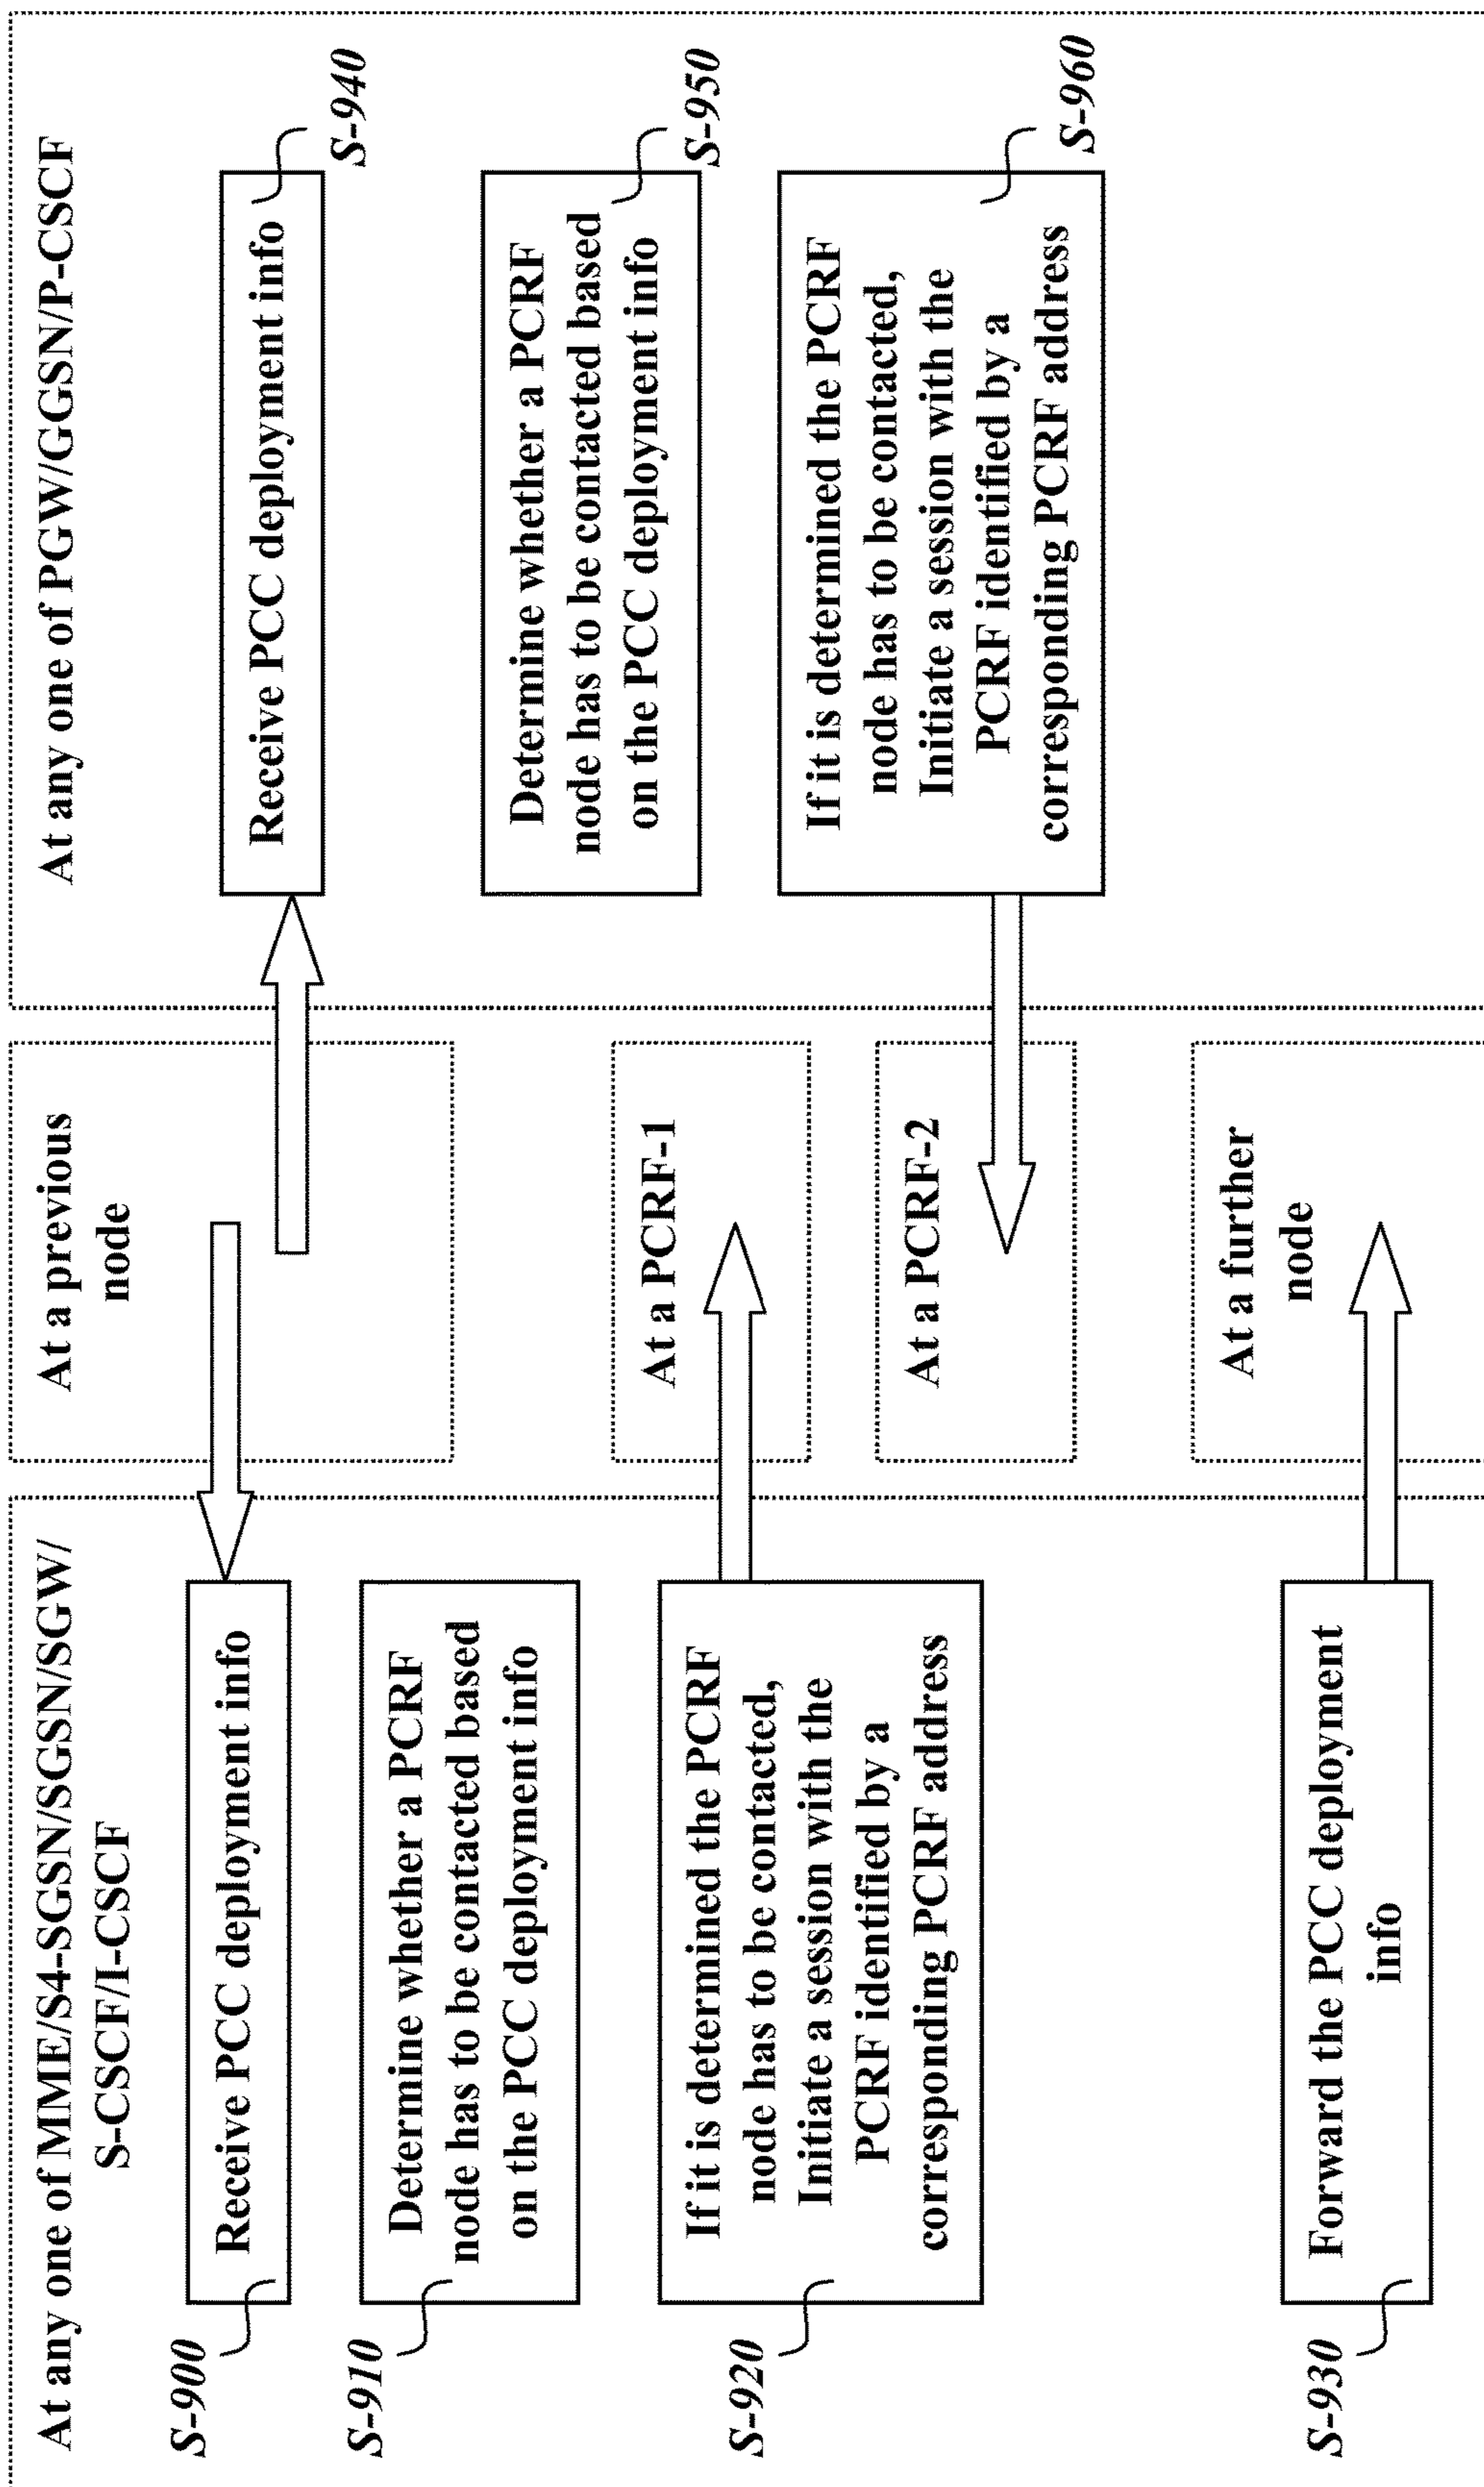 At any one of MME/S4-SGSN/SGSN/SGW/
S-CSCF/I-CSCF
S-900
Receive PCC deployment info
S-910
Determine whether a PCRF
node has to be contacted based
on the PCC deployment info
S-920
If it is determined the PCRF
node has to be contacted,
Initiate a session with the
PCRF identified by a
corresponding PCRF address
S-930
Forward the PCC deployment
info
At a previous
node
At a PCRF-1
At a PCRF-2
At a further
node
At any one of PGW/GGSN/P-CSCF
Receive PCC deployment info
S-940
Determine whether a PCRF
node has to be contacted based
on the PCC deployment info
S-950
If it is determined the PCRF
node has to be contacted,
Initiate a session with the
PCRF identified by a
corresponding PCRF address
S-960